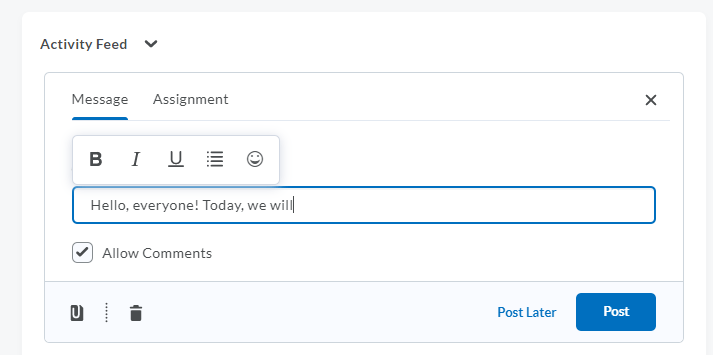 Activity Feed
Message Assignment
B I U
Hello, everyone! Today, we will
Allow Comments
Post Later Post